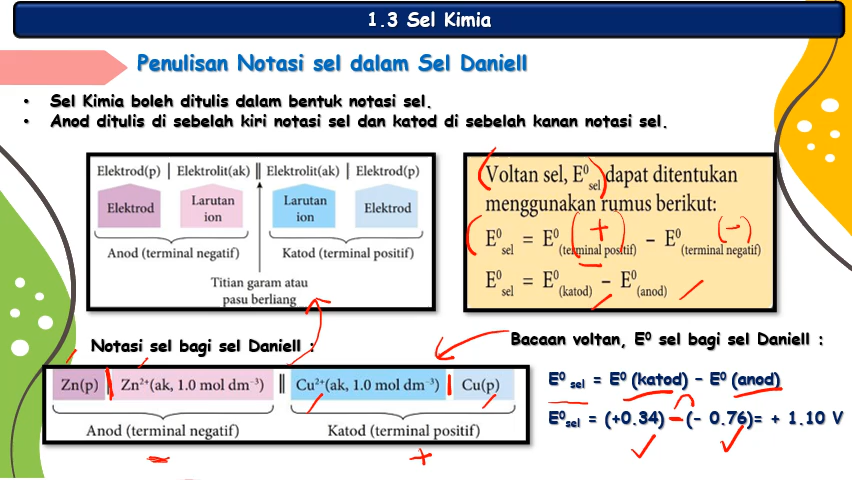 1.3 Sel Kimia
Penulisan Notasi sel dalam Sel Daniell
• Sel Kimia boleh ditulis dalam bentuk notasi sel.
• Anod ditulis di sebelah kiri notasi sel dan katod di sebelah kanan notasi sel.
Elektrod(p) | Elektrolit(ak) || Elektrolit(ak) | Elektrod(p)
Elektrod
Larutan
ion
Larutan
ion
Elektrod
Anod (terminal negatif)
Katod (terminal positif)
Titian garam atau
pasu berliang
(Voltan sel, E⁰sel) dapat ditentukan
menggunakan rumus berikut:
(+) (−)
(E⁰sel = E⁰(terminal positif) – E⁰(terminal negatif)
E⁰sel = E⁰(katod) – E⁰(anod)
Notasi sel bagi sel Daniell :
Zn(p) | Zn²⁺(ak, 1.0 mol dm⁻³) || Cu²⁺(ak, 1.0 mol dm⁻³) | Cu(p)
Anod (terminal negatif)
Katod (terminal positif)
− +
Bacaan voltan, E⁰ sel bagi sel Daniell :
E⁰ sel = E⁰ (katod) – E⁰ (anod)
E⁰sel = (+0.34) – (– 0.76)= + 1.10 V